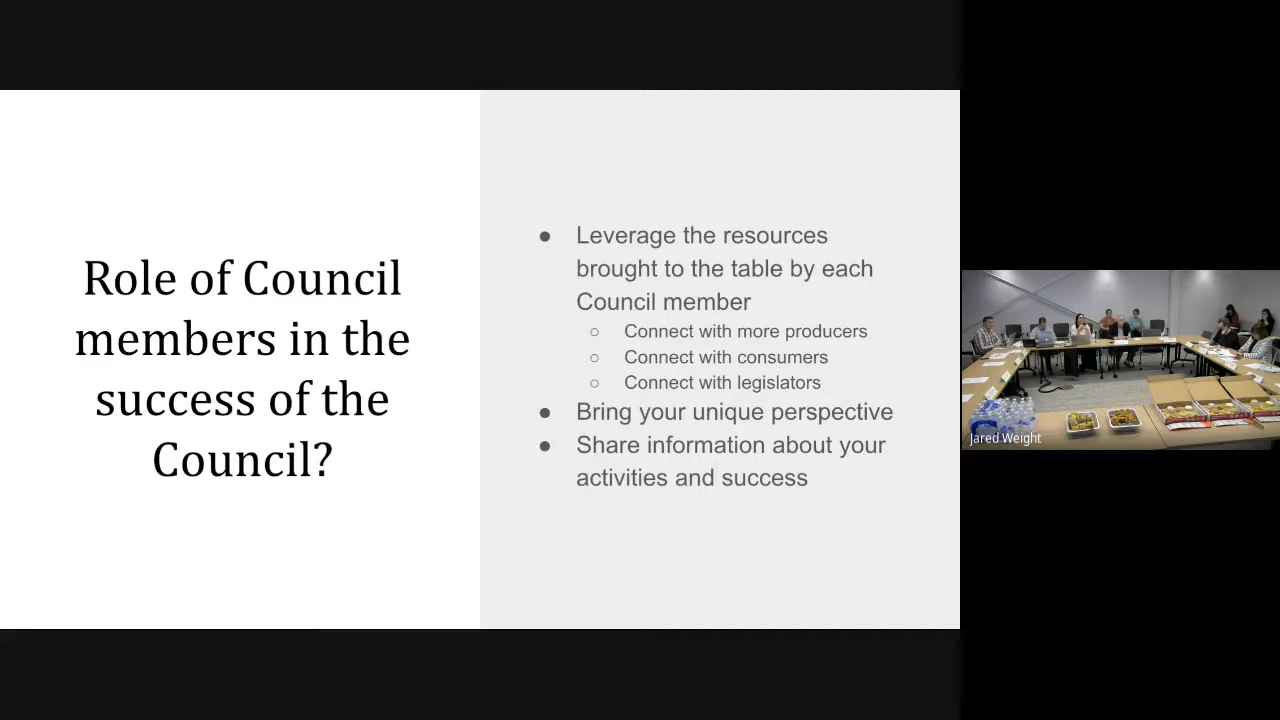 Role of Council
members in the
success of the
Council?
● Leverage the resources
brought to the table by each
Council member
○ Connect with more producers
○ Connect with consumers
○ Connect with legislators
● Bring your unique perspective
● Share information about your
activities and success
Jared Weight